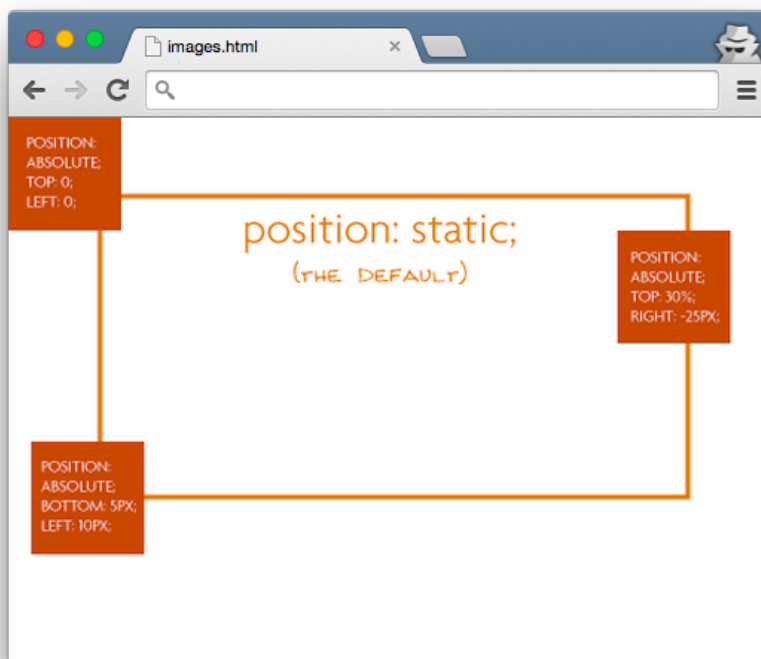 images.html
POSITION:
ABSOLUTE;
TOP: 0;
LEFT: 0;
position: static;
(THE DEFAULT)
POSITION:
ABSOLUTE;
TOP: 30%;
RIGHT: -25PX;
POSITION:
ABSOLUTE;
BOTTOM: 5PX;
LEFT: 10PX;